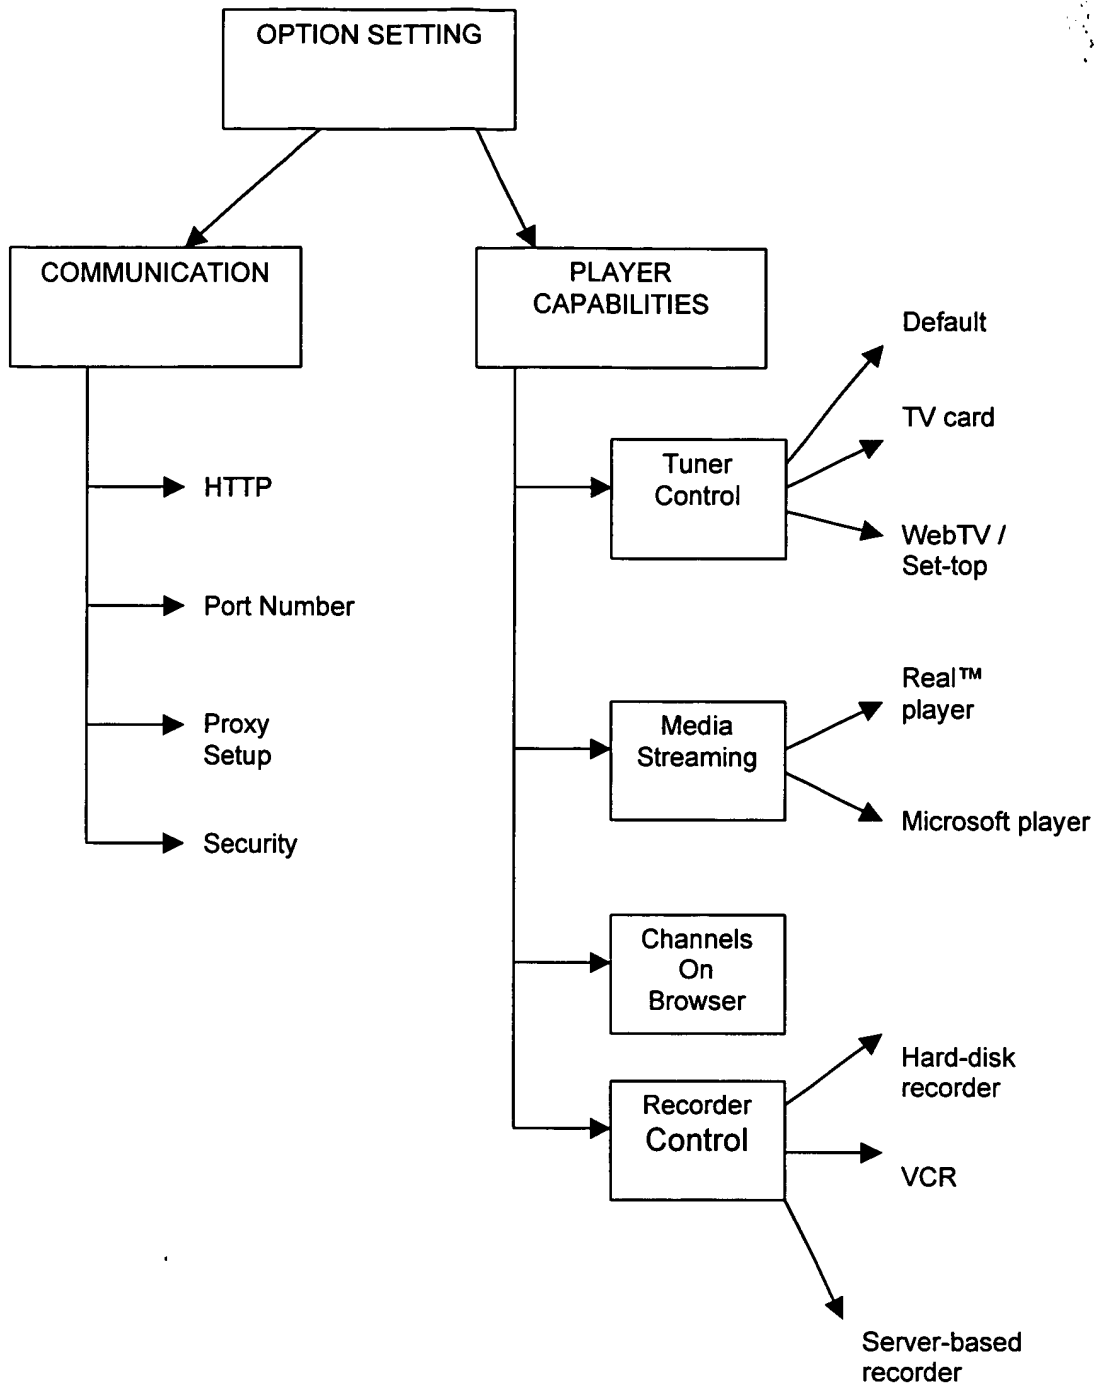 OPTION SETTING
COMMUNICATION
HTTP
Port Number
Proxy
Setup
Security
PLAYER
CAPABILITIES
Tuner
Control
Default
TV card
WebTV /
Set-top
Media
Streaming
Real™
player
Microsoft player
Channels
On
Browser
Recorder
Control
Hard-disk
recorder
VCR
Server-based
recorder